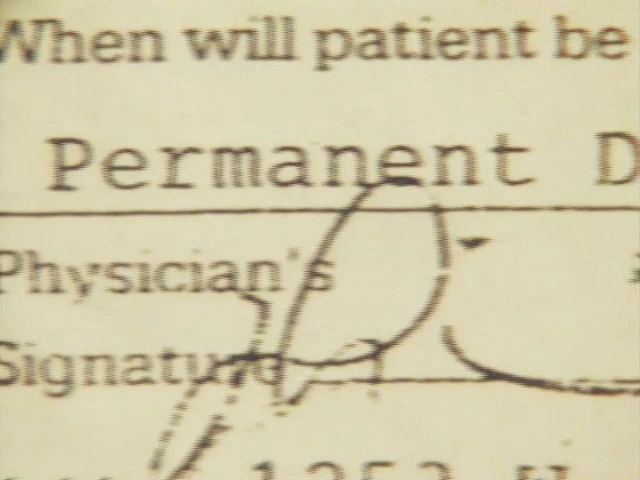 When will patient be
Permanent D
Physician's
Signature